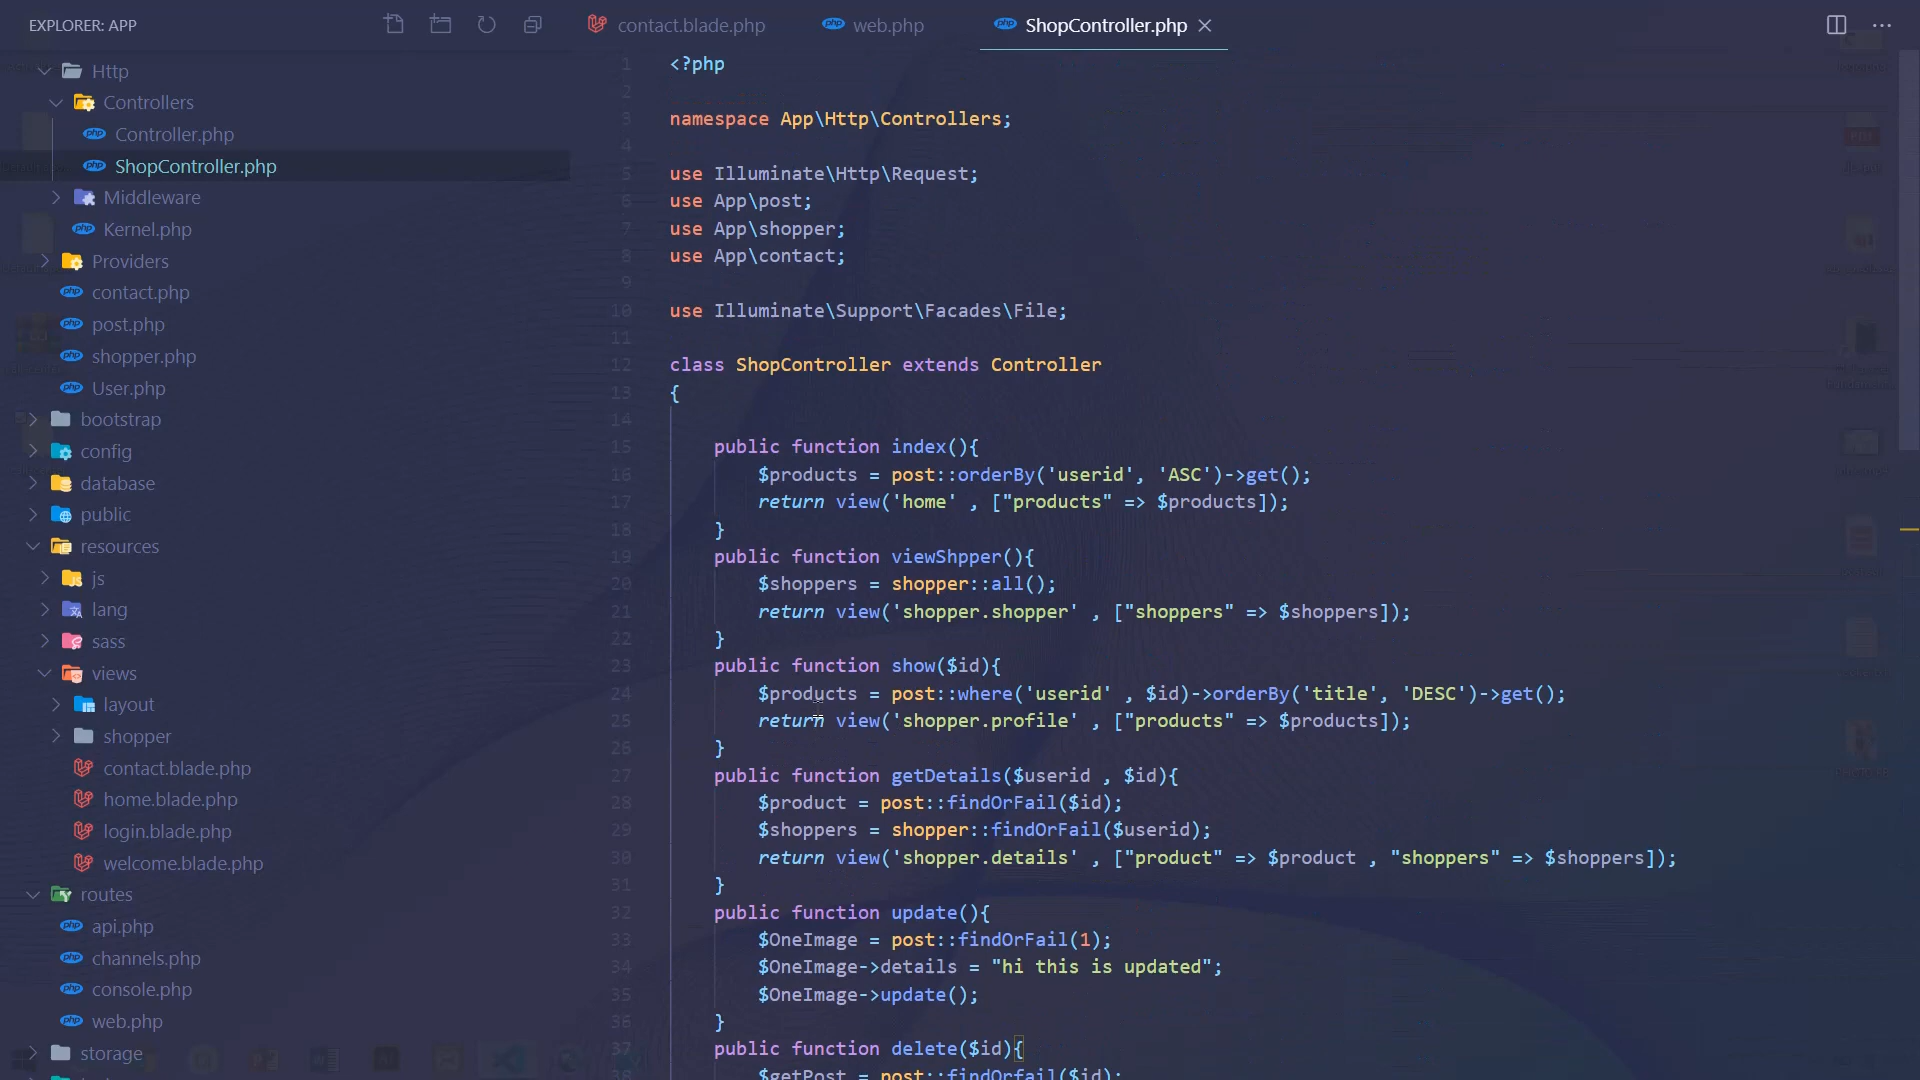 EXPLORER: APP
contact.blade.php
web.php
ShopController.php
Http
Controllers
Controller.php
ShopController.php
Middleware
Kernel.php
Providers
contact.php
post.php
shopper.php
User.php
bootstrap
config
database
public
resources
js
lang
sass
views
layout
shopper
contact.blade.php
home.blade.php
login.blade.php
welcome.blade.php
routes
api.php
channels.php
console.php
web.php
storage
1 <?php
2
3 namespace App\Http\Controllers;
4
5 use Illuminate\Http\Request;
6 use App\post;
7 use App\shopper;
8 use App\contact;
9
10 use Illuminate\Support\Facades\File;
11
12 class ShopController extends Controller
13 {
14
15 public function index(){
16 $products = post::orderBy('userid', 'ASC')->get();
17 return view('home' , ["products" => $products]);
18 }
19 public function viewShpper(){
20 $shoppers = shopper::all();
21 return view('shopper.shopper' , ["shoppers" => $shoppers]);
22 }
23 public function show($id){
24 $products = post::where('userid' , $id)->orderBy('title', 'DESC')->get();
25 return view('shopper.profile' , ["products" => $products]);
26 }
27 public function getDetails($userid , $id){
28 $product = post::findOrFail($id);
29 $shoppers = shopper::findOrFail($userid);
30 return view('shopper.details' , ["product" => $product , "shoppers" => $shoppers]);
31 }
32 public function update(){
33 $OneImage = post::findOrFail(1);
34 $OneImage->details = "hi this is updated";
35 $OneImage->update();
36 }
37 public function delete($id){
38 $getPost = post::findOrfail($id);